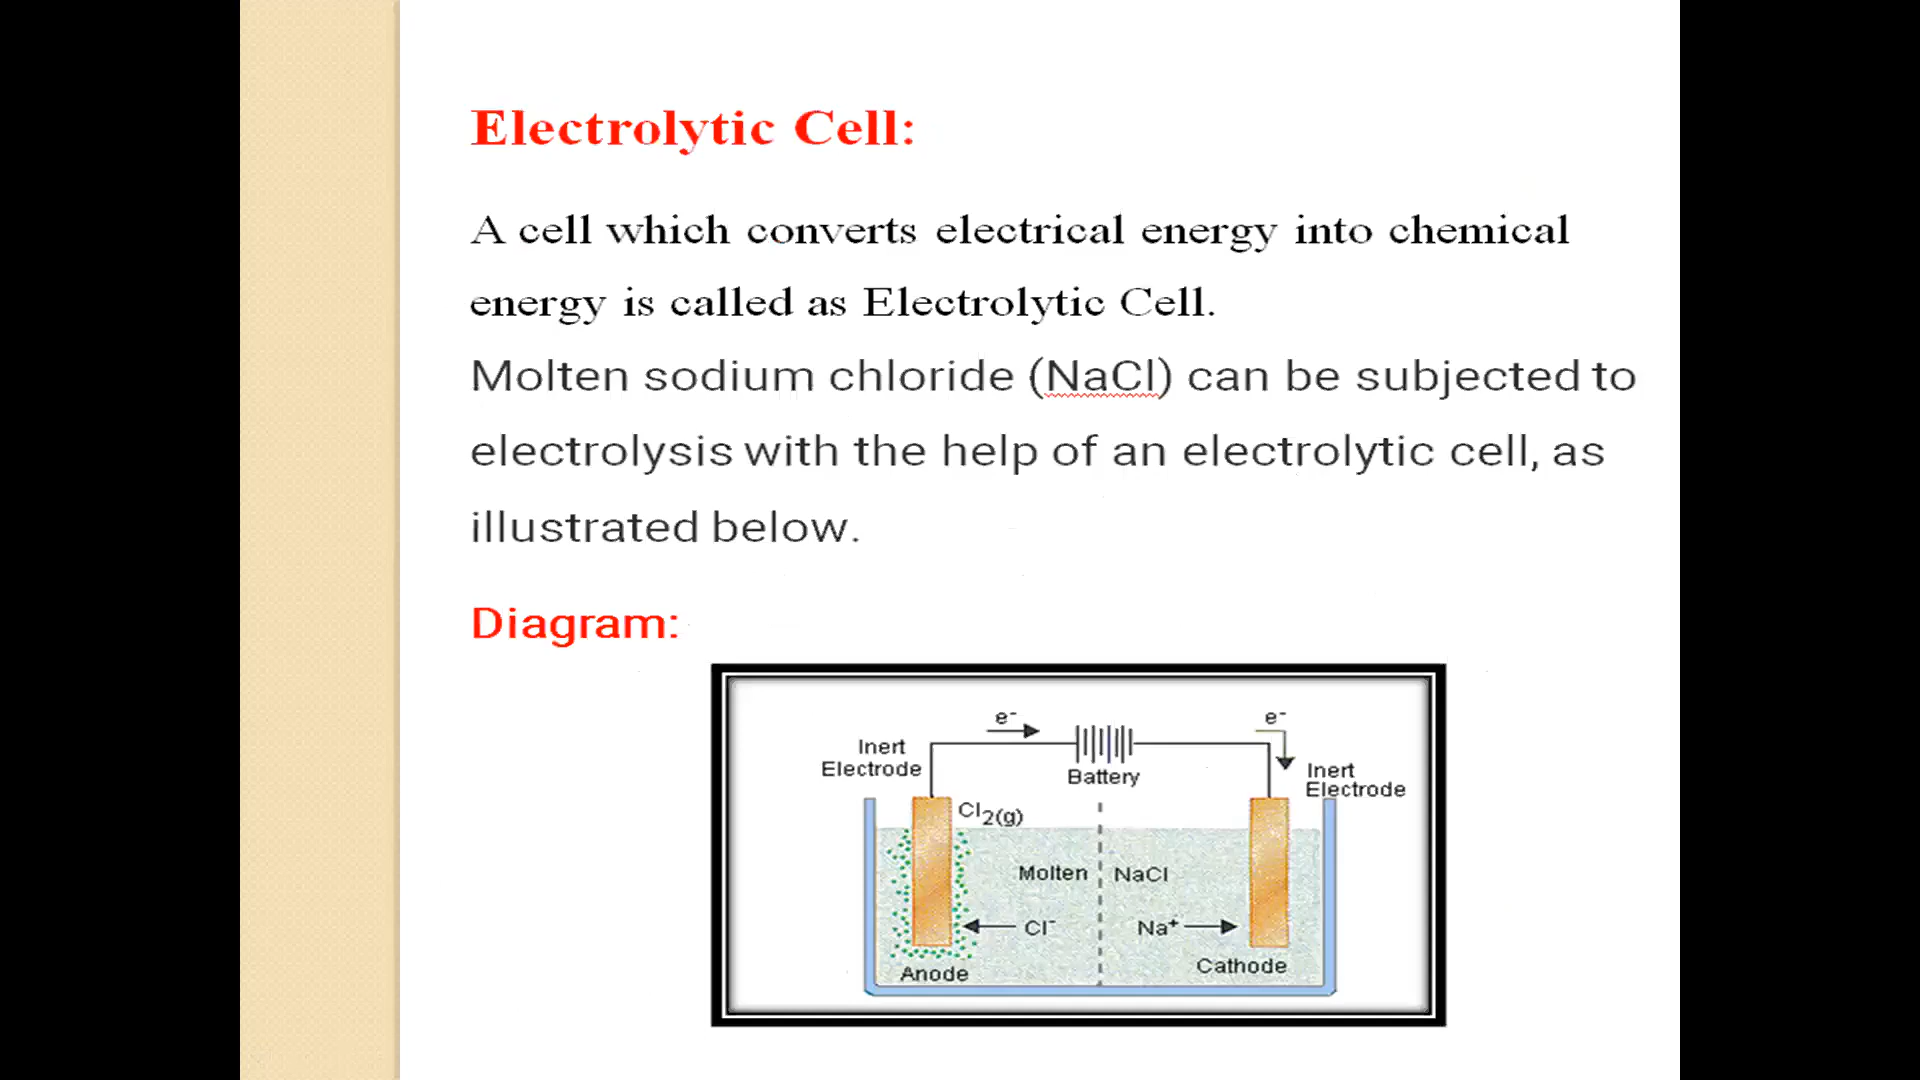 Electrolytic Cell:
A cell which converts electrical energy into chemical
energy is called as Electrolytic Cell.
Molten sodium chloride (NaCl) can be subjected to
electrolysis with the help of an electrolytic cell, as
illustrated below.
Diagram:
e⁻
e⁻
Inert
Electrode
Battery
Inert
Electrode
Cl₂(g)
Molten
NaCl
Cl⁻
Na⁺
Anode
Cathode